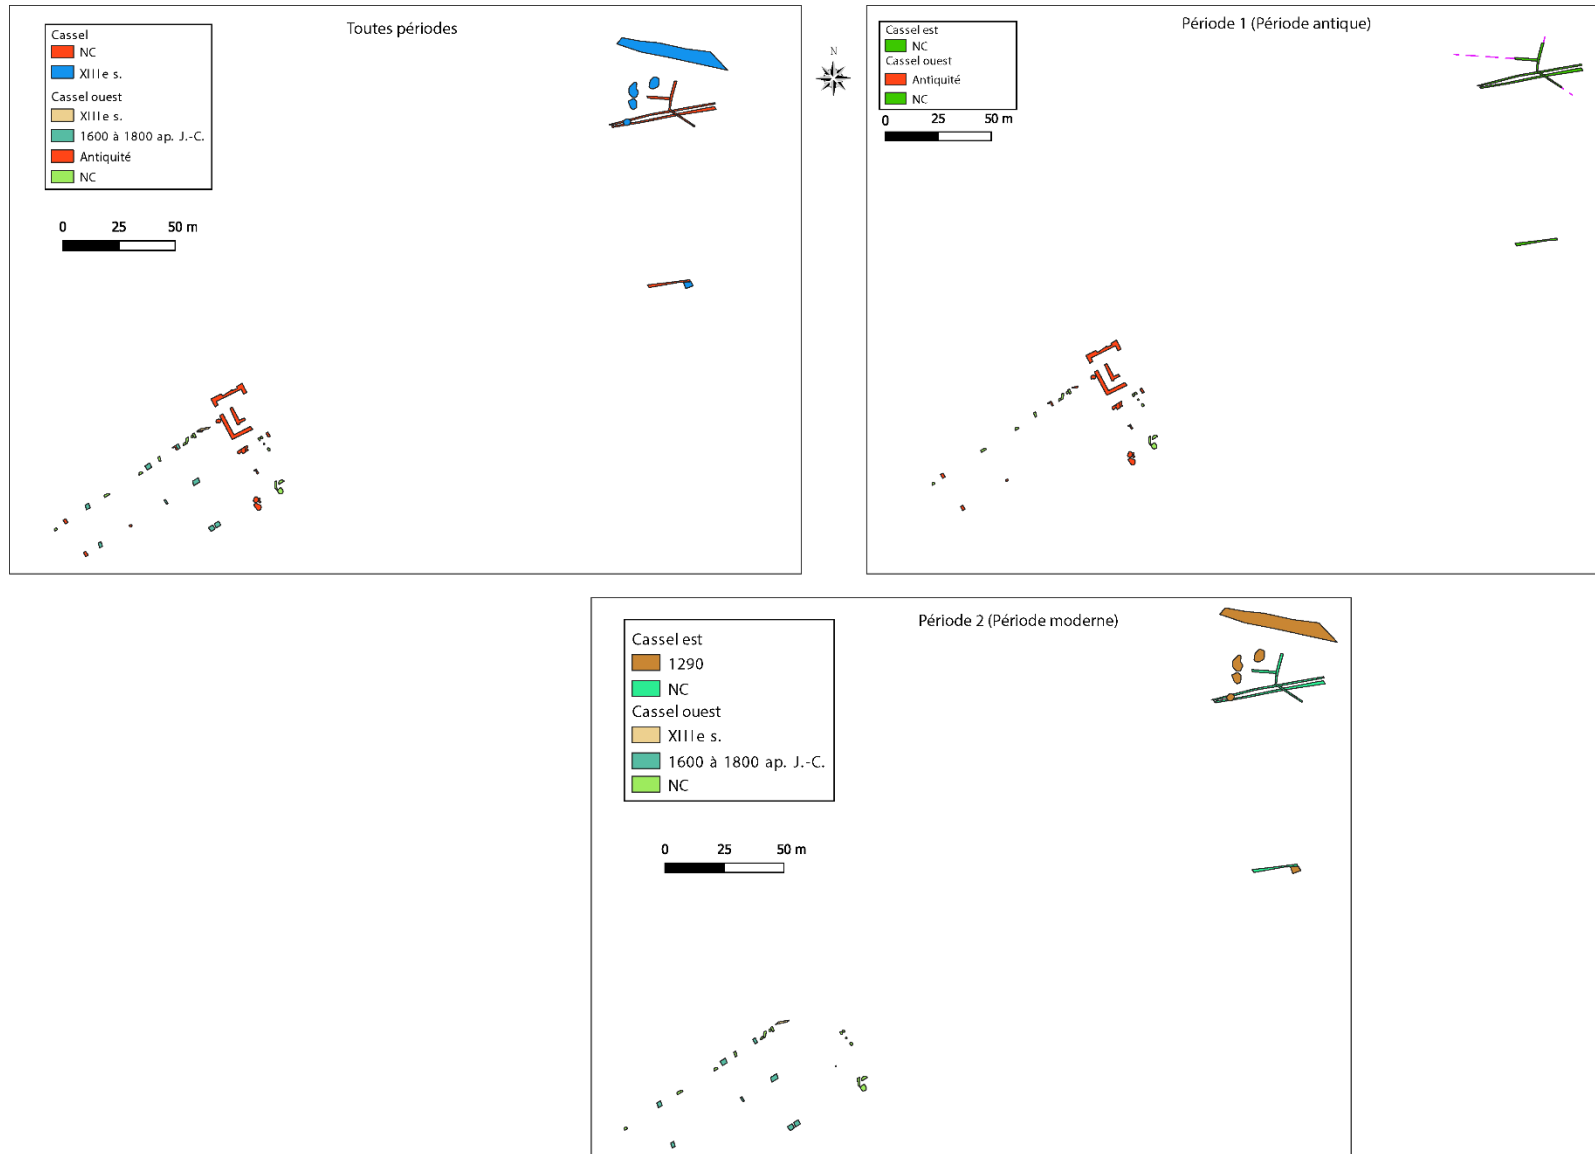 Toutes périodes
Cassel
NC
XIIIe s.
Cassel ouest
XIIIe s.
1600 à 1800 ap. J.-C.
Antiquité
NC
0 25 50 m
N
Période 1 (Période antique)
Cassel est
NC
Cassel ouest
Antiquité
NC
0 25 50 m
Période 2 (Période moderne)
Cassel est
1290
NC
Cassel ouest
XIIIe s.
1600 à 1800 ap. J.-C.
NC
0 25 50 m